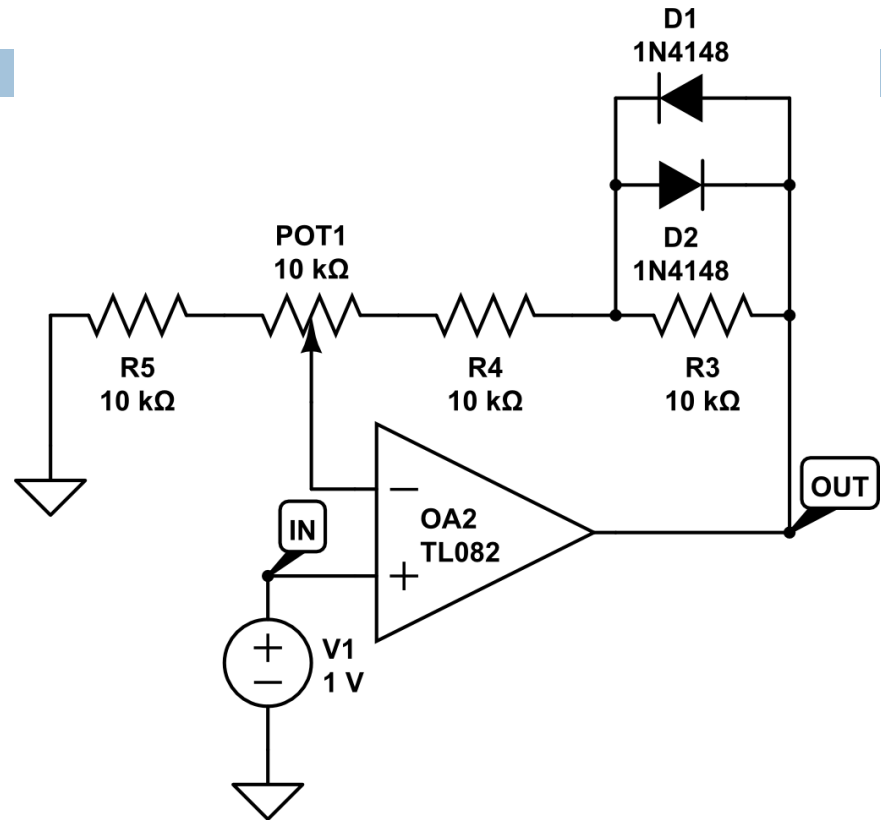 D1
1N4148
D2
1N4148
POT1
10 kΩ
R5
10 kΩ
R4
10 kΩ
R3
10 kΩ
OA2
TL082
IN
OUT
V1
1 V